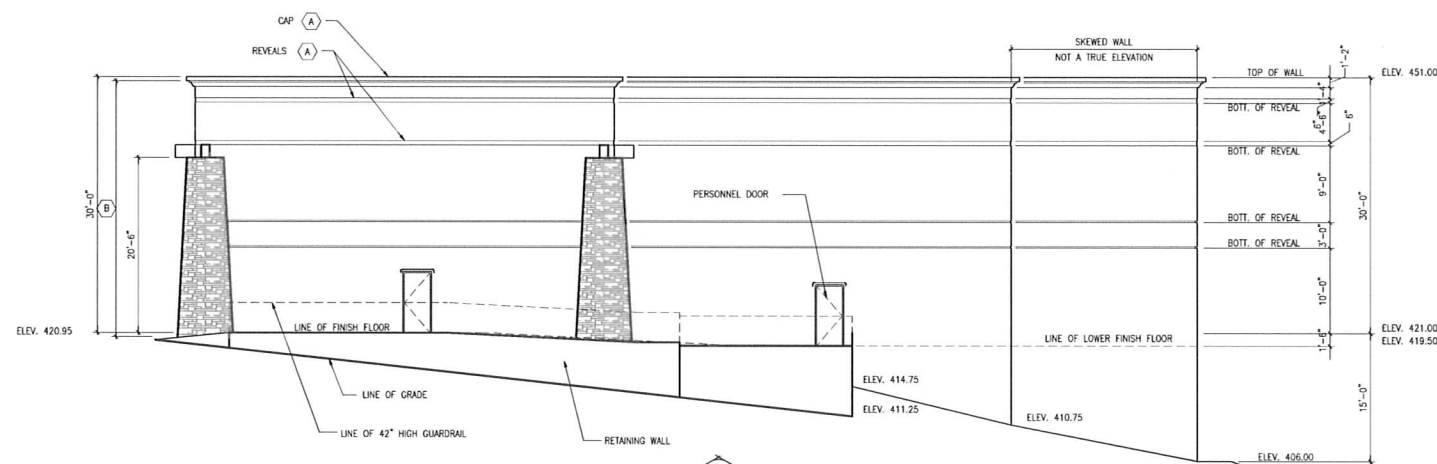 CAP A
REVEALS A
SKEWED WALL
NOT A TRUE ELEVATION
TOP OF WALL
1'-2"
ELEV. 451.00
1'-4"
BOTT. OF REVEAL
6"
4'-6"
6"
BOTT. OF REVEAL
PERSONNEL DOOR
9'-0"
30'-0"
B
30'-0"
20'-6"
BOTT. OF REVEAL
3'-0"
BOTT. OF REVEAL
10'-0"
ELEV. 420.95
LINE OF FINISH FLOOR
ELEV. 421.00
LINE OF LOWER FINISH FLOOR
1'-6"
ELEV. 419.50
LINE OF GRADE
ELEV. 414.75
15'-0"
ELEV. 411.25
ELEV. 410.75
LINE OF 42" HIGH GUARDRAIL
RETAINING WALL
ELEV. 406.00